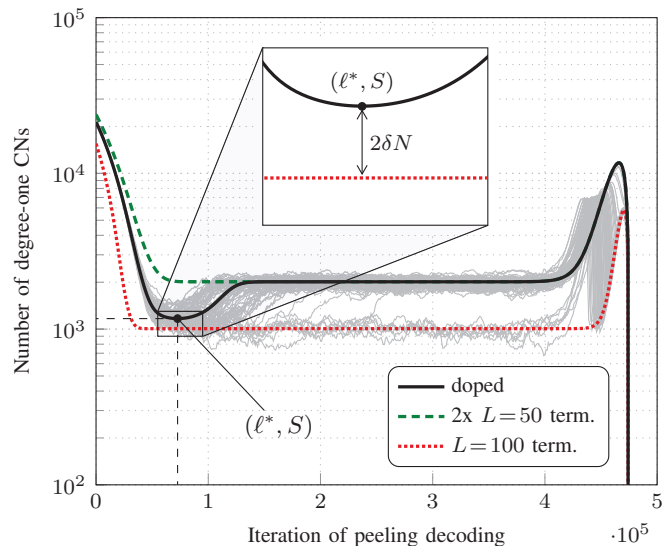 10^5
10^4
10^3
10^2
Number of degree-one CNs
(ℓ*, S)
2δN
(ℓ*, S)
doped
2x L=50 term.
L=100 term.
0 1 2 3 4 5
Iteration of peeling decoding
·10^5